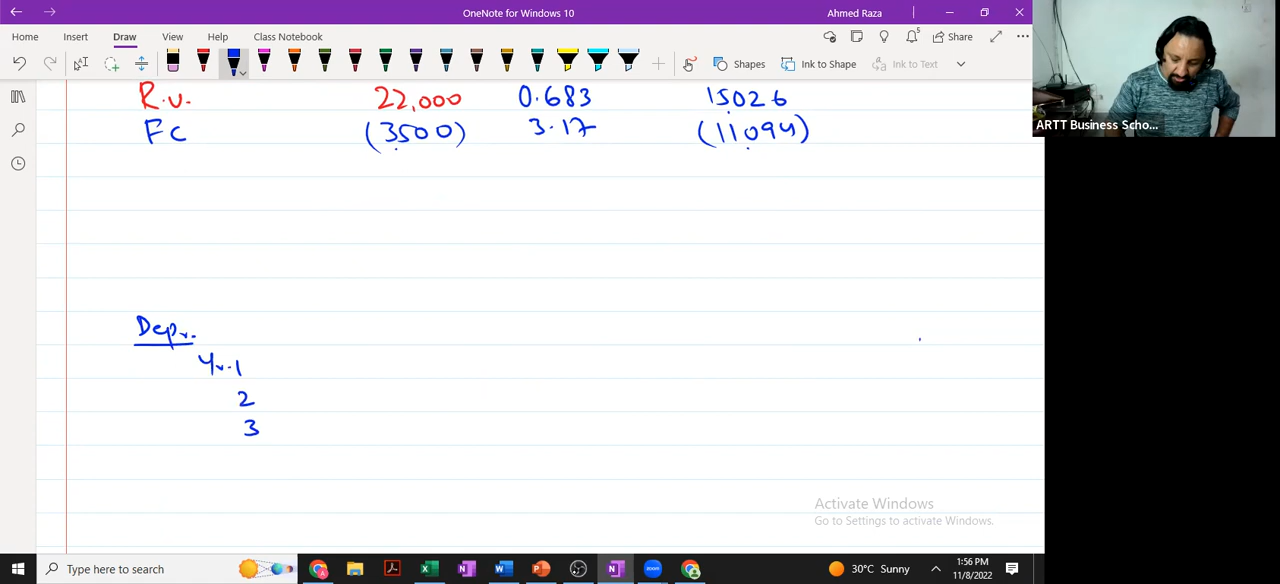 OneNote for Windows 10
Ahmed Raza
Home Insert Draw View Help Class Notebook
5
Share
Shapes Ink to Shape Ink to Text
R.v. 22,000 0.683 15026
FC (3500) 3.17 (11094)
ARTT Business Scho...
Depr.
Yr.1
2
3
Activate Windows
Go to Settings to activate Windows.
Type here to search
30°C Sunny
1:56 PM
11/8/2022